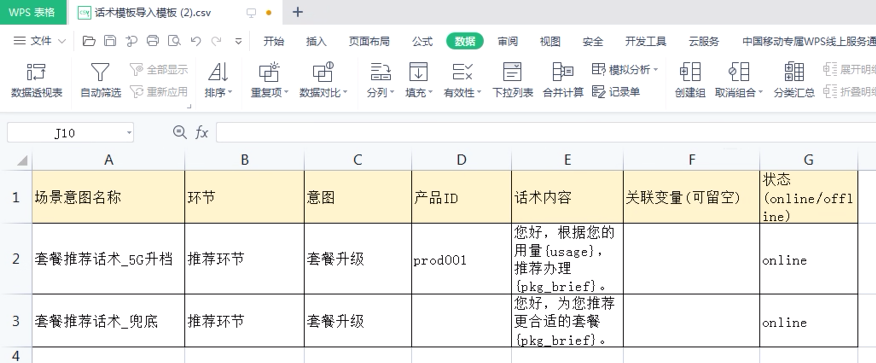 WPS 表格
话术模板导入模板 (2).csv
文件
开始 插入 页面布局 公式 数据 审阅 视图 安全 开发工具 云服务 中国移动专属WPS线上服务通
数据透视表
自动筛选
全部显示
重新应用
排序
重复项
数据对比
分列
填充
有效性
下拉列表
合并计算
模拟分析
记录单
创建组
取消组合
分类汇总
展开明细
折叠明细
J10
fx
A B C D E F G
1
场景意图名称
环节
意图
产品ID
话术内容
关联变量(可留空)
状态
(online/offl
ine)
2
套餐推荐话术_5G升档
推荐环节
套餐升级
prod001
您好，根据您的
用量{usage}，
推荐办理
{pkg_brief}。
online
3
套餐推荐话术_兜底
推荐环节
套餐升级
您好，为您推荐
更合适的套餐
{pkg_brief}。
online
4